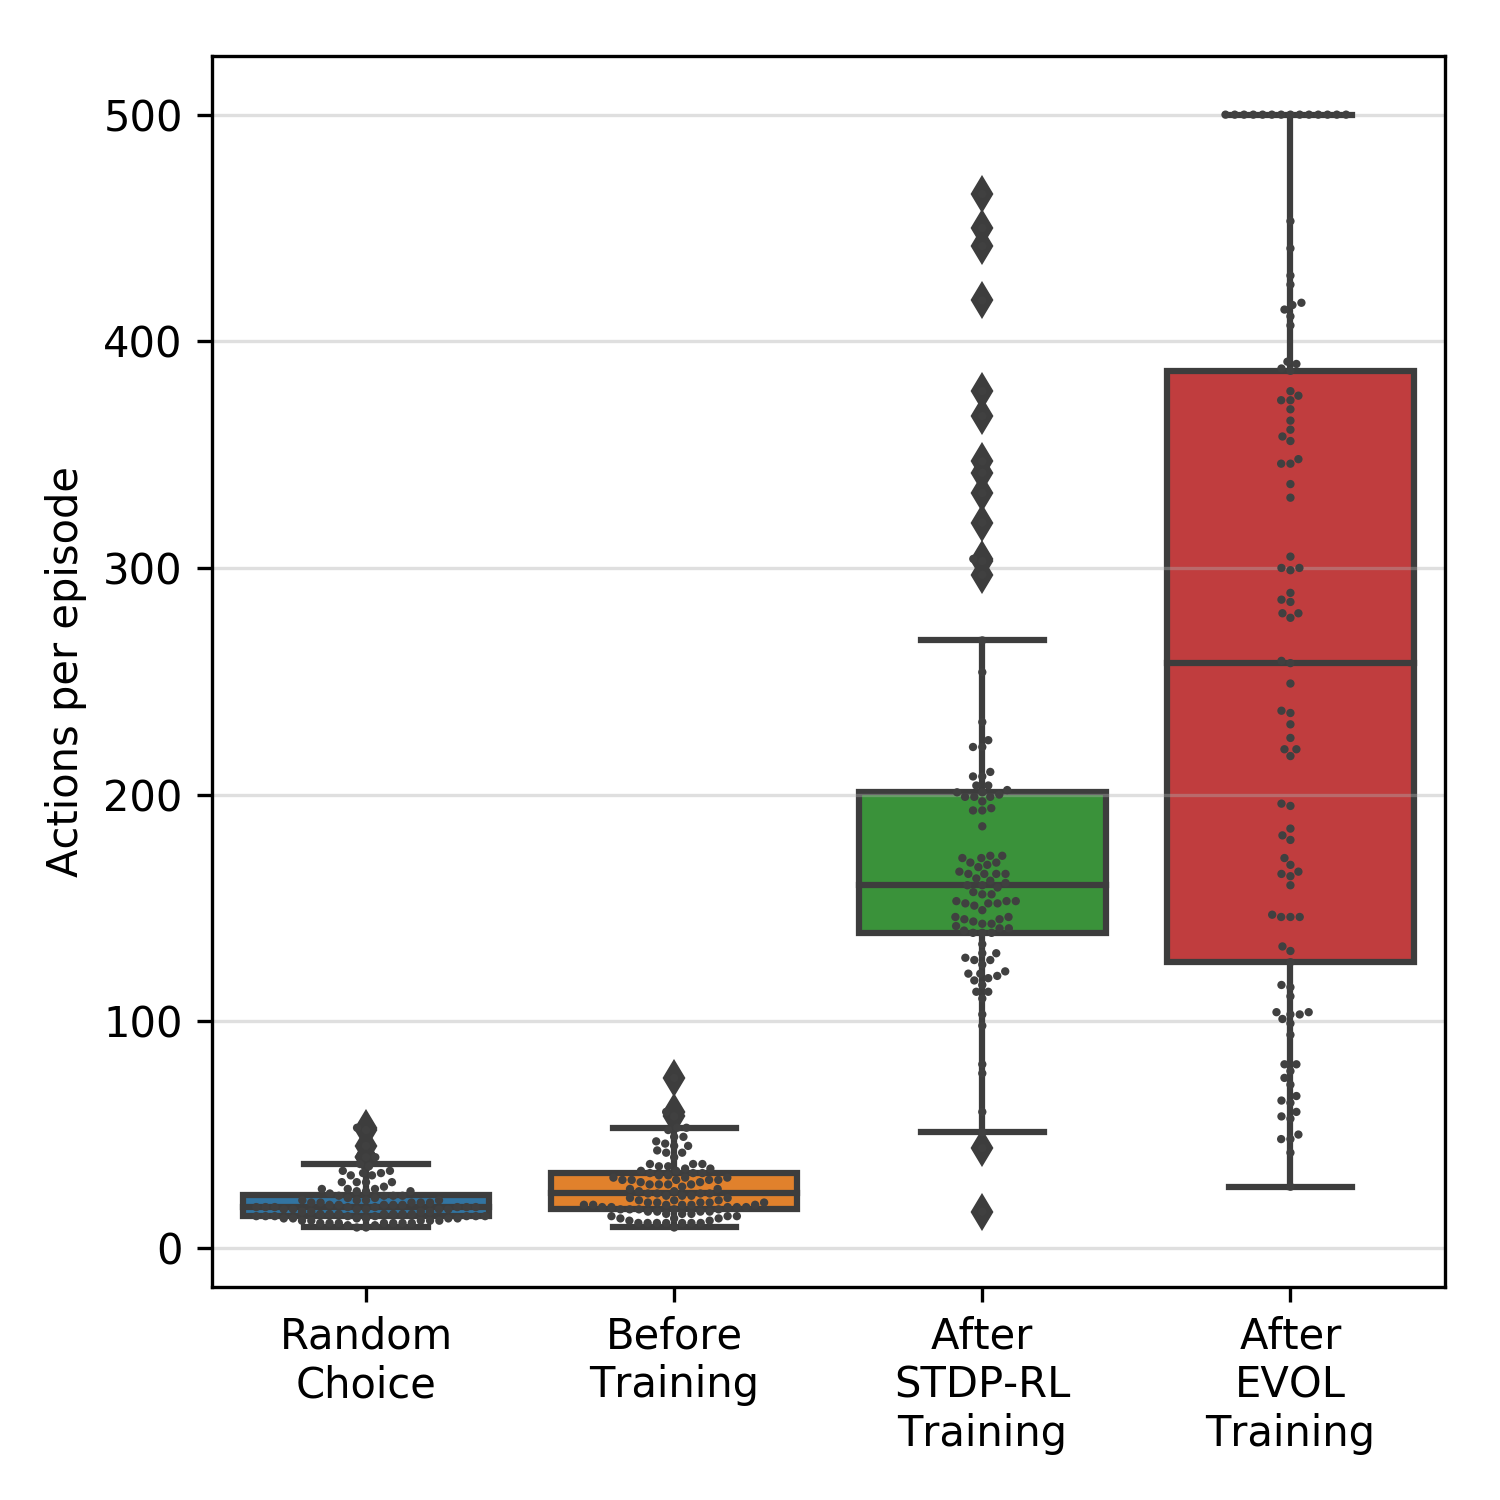 500
400
300
200
100
0
Actions per episode
Random
Choice
Before
Training
After
STDP-RL
Training
After
EVOL
Training